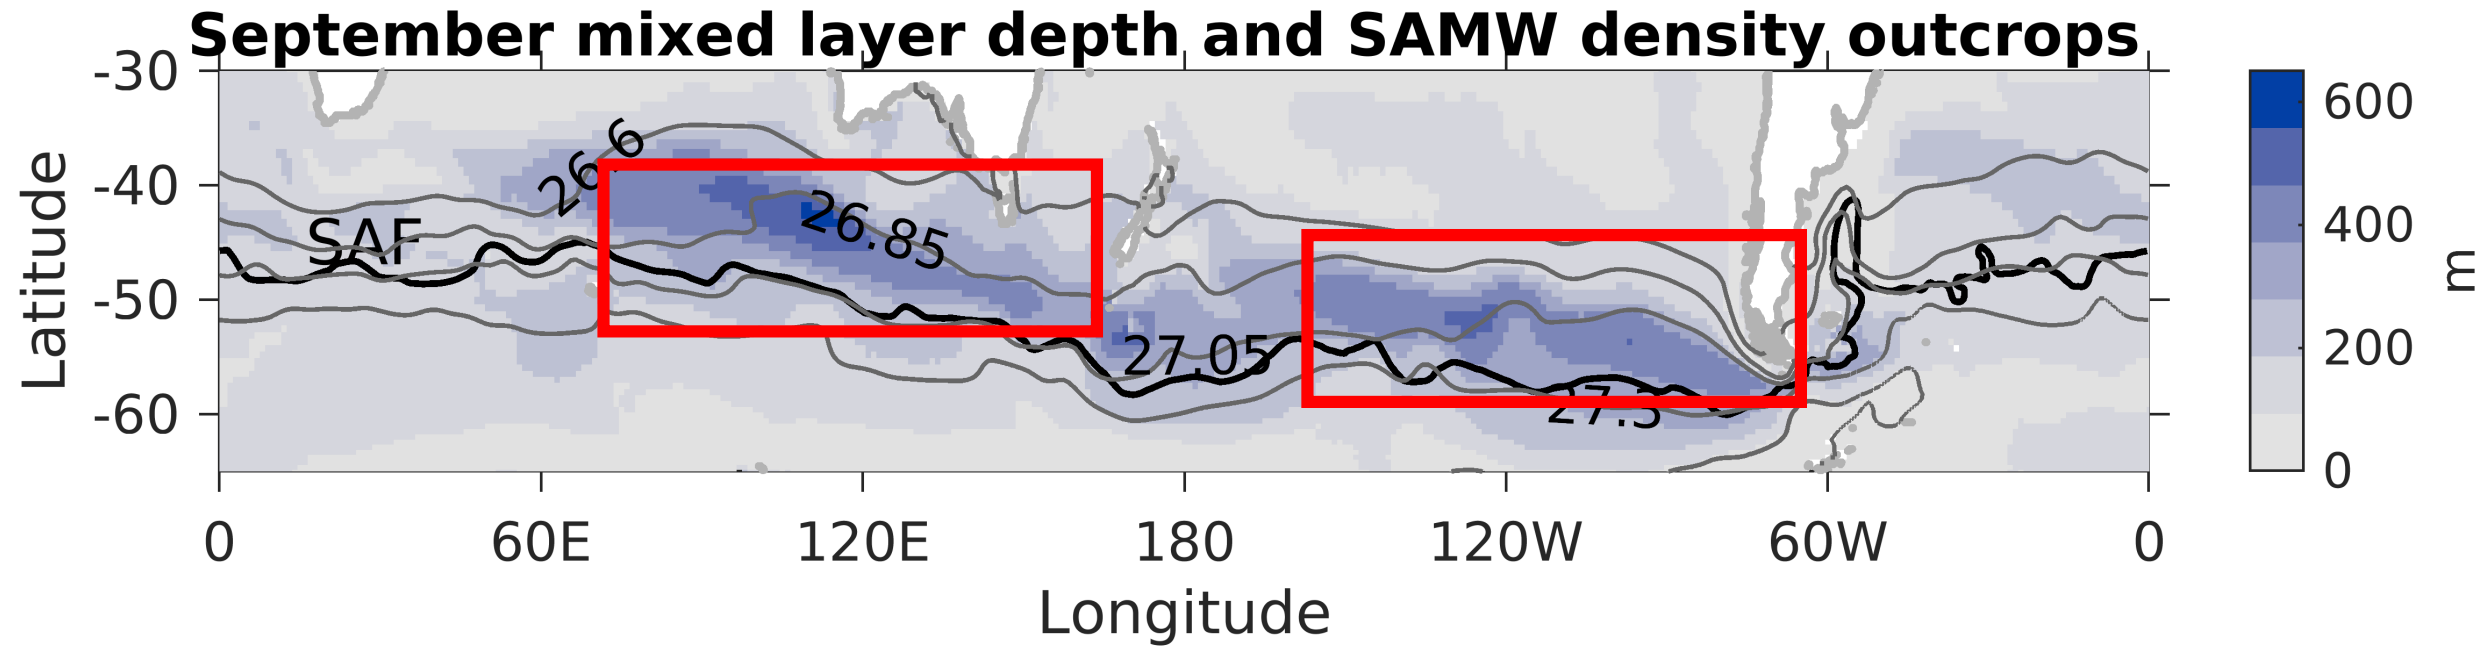 September mixed layer depth and SAMW density outcrops
-30
-40
-50
-60
Latitude
26.6
SAF
26.85
27.05
27.3
0
60E
120E
180
120W
60W
0
Longitude
600
400
200
0
m